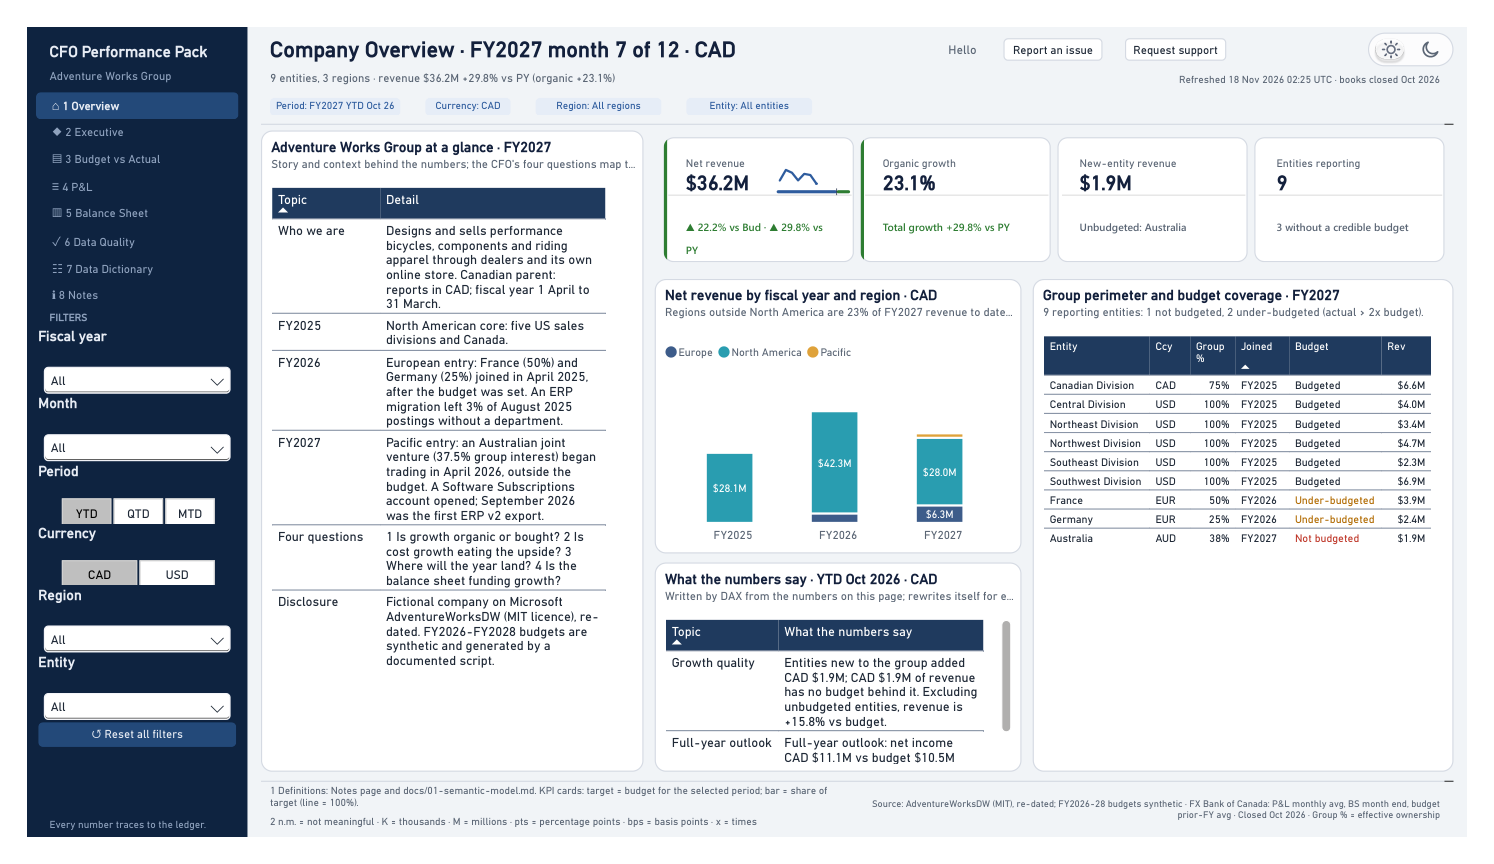 CFO Performance Pack
Adventure Works Group
⌂ 1 Overview
◆ 2 Executive
▤ 3 Budget vs Actual
≡ 4 P&L
▥ 5 Balance Sheet
✓ 6 Data Quality
☷ 7 Data Dictionary
ℹ 8 Notes
FILTERS
Fiscal year
All
Month
All
Period
YTD QTD MTD
Currency
CAD USD
Region
All
Entity
All
↺ Reset all filters
Every number traces to the ledger.
Company Overview · FY2027 month 7 of 12 · CAD
Hello
Report an issue
Request support
9 entities, 3 regions · revenue $36.2M +29.8% vs PY (organic +23.1%)
Refreshed 18 Nov 2026 02:25 UTC · books closed Oct 2026
Period: FY2027 YTD Oct 26
Currency: CAD
Region: All regions
Entity: All entities
Adventure Works Group at a glance · FY2027
Story and context behind the numbers; the CFO's four questions map t...
Topic Detail
Who we are
Designs and sells performance
bicycles, components and riding
apparel through dealers and its own
online store. Canadian parent:
reports in CAD; fiscal year 1 April to
31 March.
FY2025
North American core: five US sales
divisions and Canada.
FY2026
European entry: France (50%) and
Germany (25%) joined in April 2025,
after the budget was set. An ERP
migration left 3% of August 2025
postings without a department.
FY2027
Pacific entry: an Australian joint
venture (37.5% group interest) began
trading in April 2026, outside the
budget. A Software Subscriptions
account opened; September 2026
was the first ERP v2 export.
Four questions
1 Is growth organic or bought? 2 Is
cost growth eating the upside? 3
Where will the year land? 4 Is the
balance sheet funding growth?
Disclosure
Fictional company on Microsoft
AdventureWorksDW (MIT licence), re-
dated. FY2026-FY2028 budgets are
synthetic and generated by a
documented script.
Net revenue
$36.2M
▲ 22.2% vs Bud · ▲ 29.8% vs
PY
Organic growth
23.1%
Total growth +29.8% vs PY
New-entity revenue
$1.9M
Unbudgeted: Australia
Entities reporting
9
3 without a credible budget
Net revenue by fiscal year and region · CAD
Regions outside North America are 23% of FY2027 revenue to date...
Europe North America Pacific
$28.1M
$42.3M
$28.0M
$6.3M
FY2025 FY2026 FY2027
What the numbers say · YTD Oct 2026 · CAD
Written by DAX from the numbers on this page; rewrites itself for e...
Topic What the numbers say
Growth quality
Entities new to the group added
CAD $1.9M; CAD $1.9M of revenue
has no budget behind it. Excluding
unbudgeted entities, revenue is
+15.8% vs budget.
Full-year outlook
Full-year outlook: net income
CAD $11.1M vs budget $10.5M
Group perimeter and budget coverage · FY2027
9 reporting entities: 1 not budgeted, 2 under-budgeted (actual > 2x budget).
Entity Ccy Group % Joined Budget Rev
Canadian Division CAD 75% FY2025 Budgeted $6.6M
Central Division USD 100% FY2025 Budgeted $4.0M
Northeast Division USD 100% FY2025 Budgeted $3.4M
Northwest Division USD 100% FY2025 Budgeted $4.7M
Southeast Division USD 100% FY2025 Budgeted $2.3M
Southwest Division USD 100% FY2025 Budgeted $6.9M
France EUR 50% FY2026 Under-budgeted $3.9M
Germany EUR 25% FY2026 Under-budgeted $2.4M
Australia AUD 38% FY2027 Not budgeted $1.9M
1 Definitions: Notes page and docs/01-semantic-model.md. KPI cards: target = budget for the selected period; bar = share of
target (line = 100%).
2 n.m. = not meaningful · K = thousands · M = millions · pts = percentage points · bps = basis points · x = times
Source: AdventureWorksDW (MIT), re-dated; FY2026-28 budgets synthetic · FX Bank of Canada: P&L monthly avg, BS month end, budget
prior-FY avg · Closed Oct 2026 · Group % = effective ownership